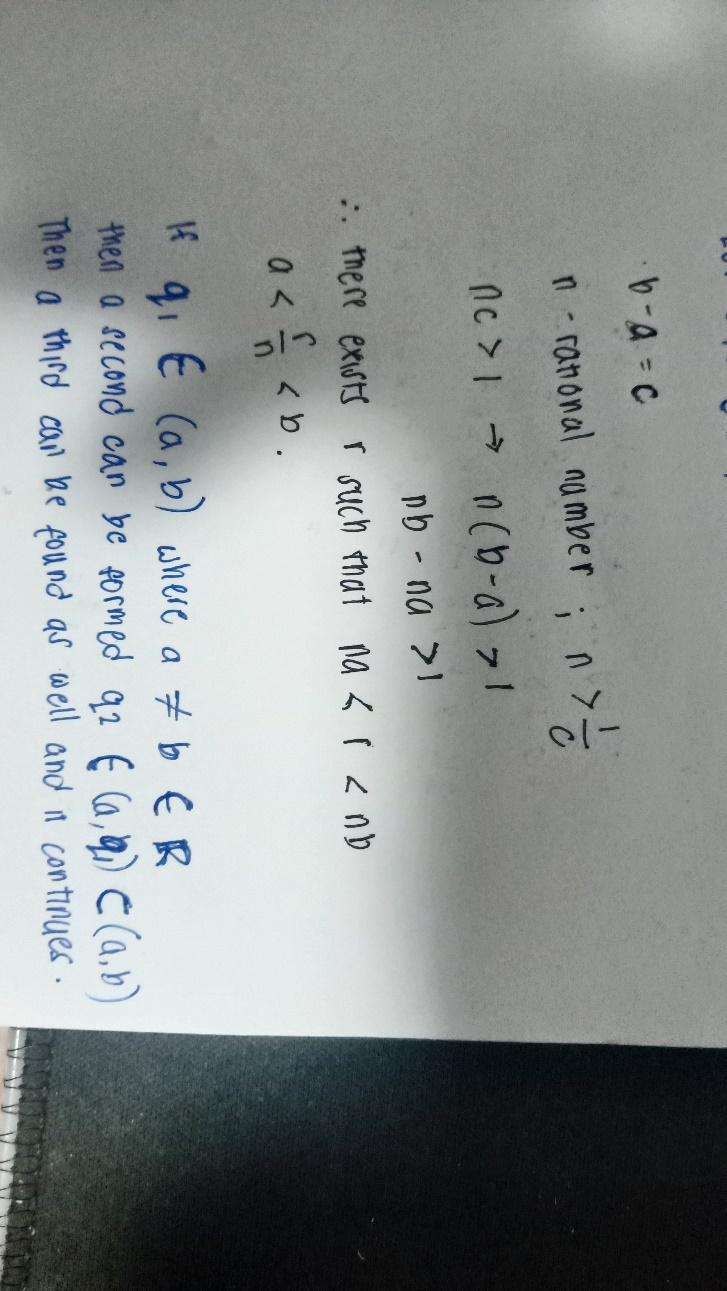 · b - a = c
n - rational number ; n > 1/c
nc > 1 → n(b-a) > 1
nb - na > 1
∴ there exists r such that na < r < nb
a < r/n < b .
If q₁ ∈ (a, b) where a ≠ b ∈ ℝ
then a second can be formed q₂ ∈ (a, q₁) ⊂ (a, b)
Then a third can be found as well and it continues .